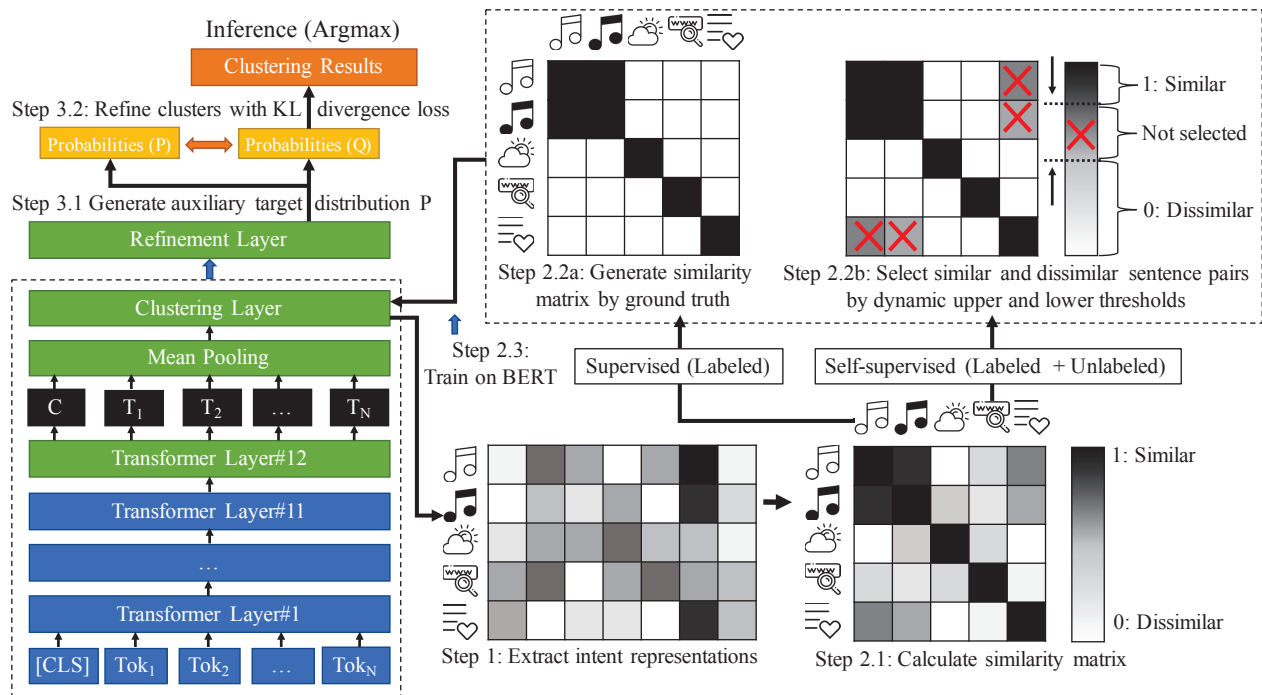 Inference (Argmax)
Clustering Results
Step 3.2: Refine clusters with KL divergence loss
Probabilities (P)
Probabilities (Q)
Step 3.1 Generate auxiliary target distribution P
Refinement Layer
Clustering Layer
Mean Pooling
C
T1
T2
…
TN
Transformer Layer#12
Transformer Layer#11
…
Transformer Layer#1
[CLS]
Tok1
Tok2
…
TokN
www
www
Step 2.2a: Generate similarity
matrix by ground truth
1: Similar
Not selected
0: Dissimilar
Step 2.2b: Select similar and dissimilar sentence pairs
by dynamic upper and lower thresholds
Step 2.3:
Train on BERT
Supervised (Labeled)
Self-supervised (Labeled + Unlabeled)
www
Step 1: Extract intent representations
www
www
1: Similar
0: Dissimilar
Step 2.1: Calculate similarity matrix